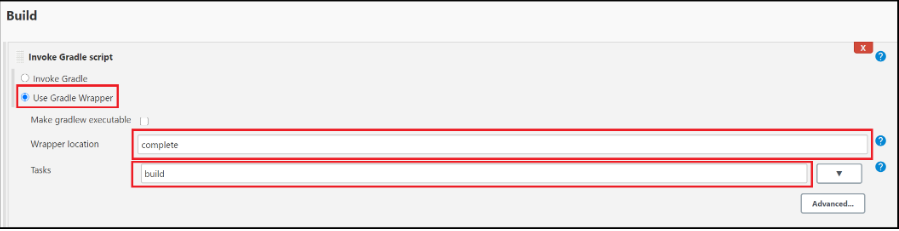 Build
X
Invoke Gradle script
?
Invoke Gradle
Use Gradle Wrapper
Make gradlew executable
Wrapper location
complete
?
Tasks
build
▼
?
Advanced...